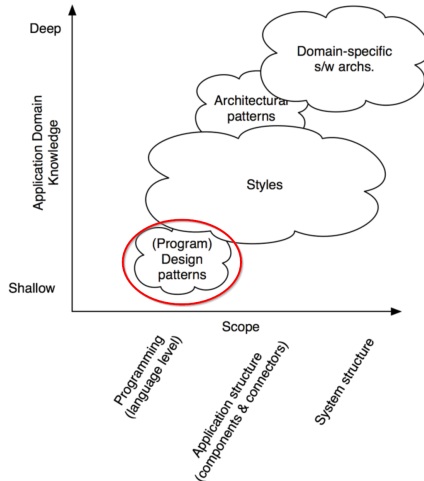 Deep
Domain-specific
s/w archs.
Architectural
patterns
Application Domain
Knowledge
Styles
(Program)
Design
patterns
Shallow
Scope
Programming
(language level)
Application structure
(components & connectors)
System structure